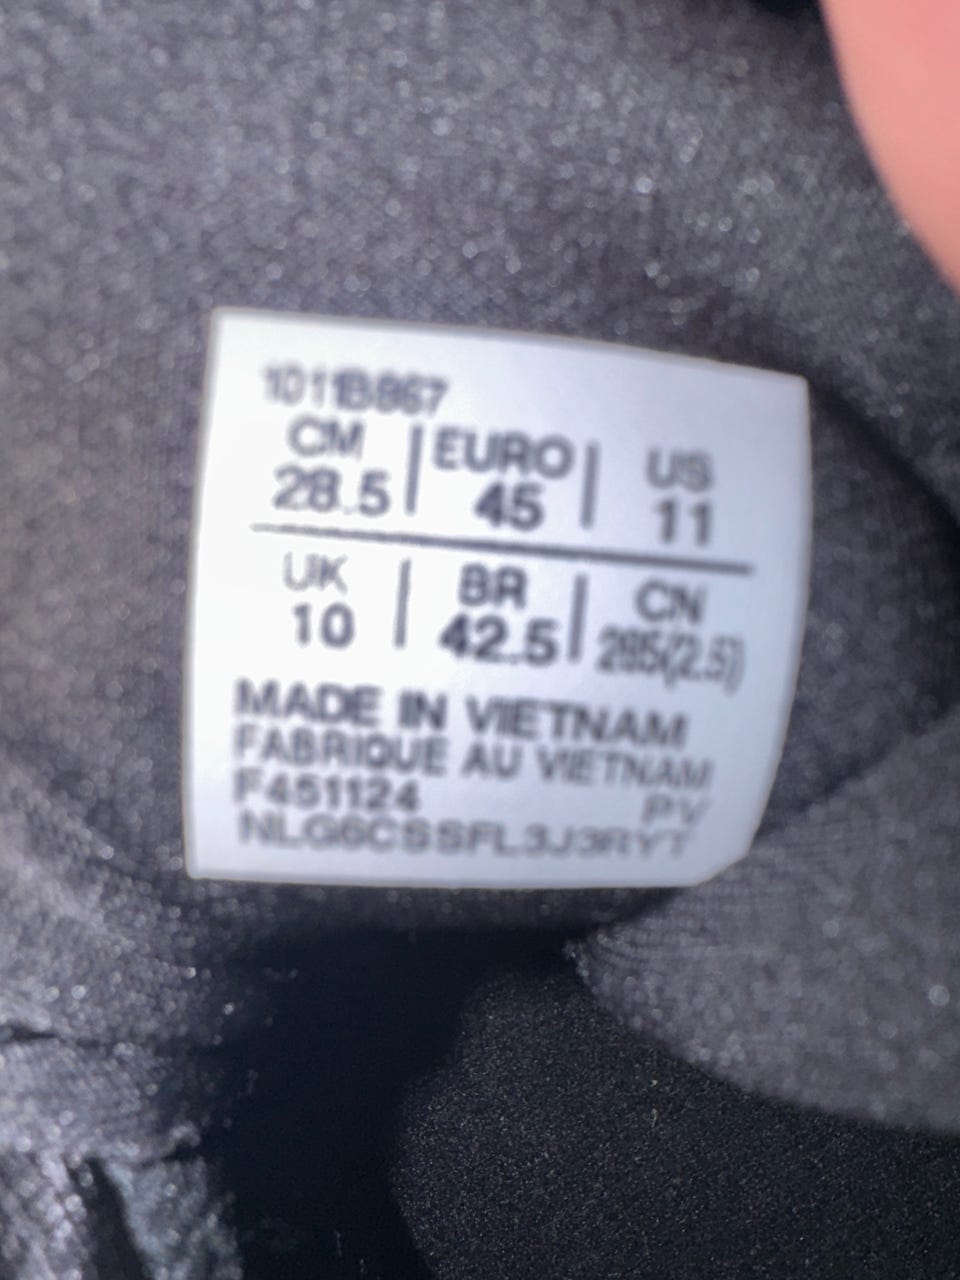 1011B867
CM | EURO | US
28.5 | 45 | 11
UK | BR | CN
10 | 42.5 | 285(2.5)
MADE IN VIETNAM
FABRIQUE AU VIETNAM
F451124 PV
NLG6CSSFL3J3RYT